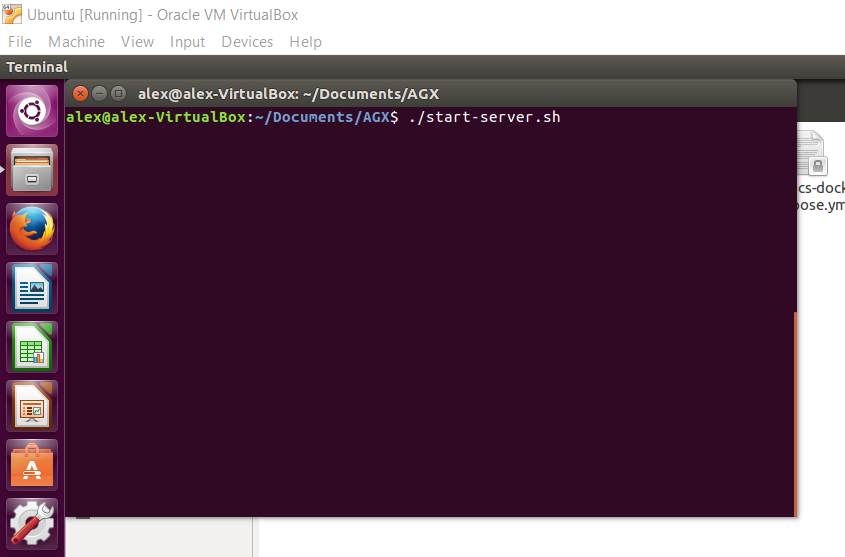 Ubuntu [Running] - Oracle VM VirtualBox
File Machine View Input Devices Help
Terminal
alex@alex-VirtualBox: ~/Documents/AGX
alex@alex-VirtualBox:~/Documents/AGX$ ./start-server.sh
cs-dock
ose.ym